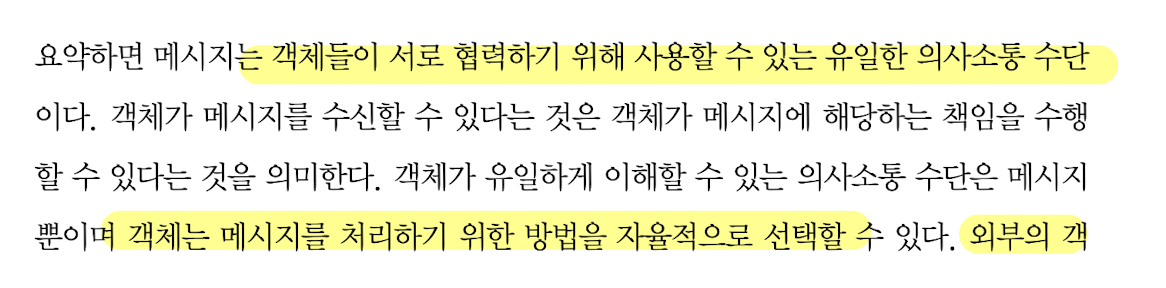 요약하면 메시지는 객체들이 서로 협력하기 위해 사용할 수 있는 유일한 의사소통 수단
이다. 객체가 메시지를 수신할 수 있다는 것은 객체가 메시지에 해당하는 책임을 수행
할 수 있다는 것을 의미한다. 객체가 유일하게 이해할 수 있는 의사소통 수단은 메시지
뿐이며 객체는 메시지를 처리하기 위한 방법을 자율적으로 선택할 수 있다. 외부의 객